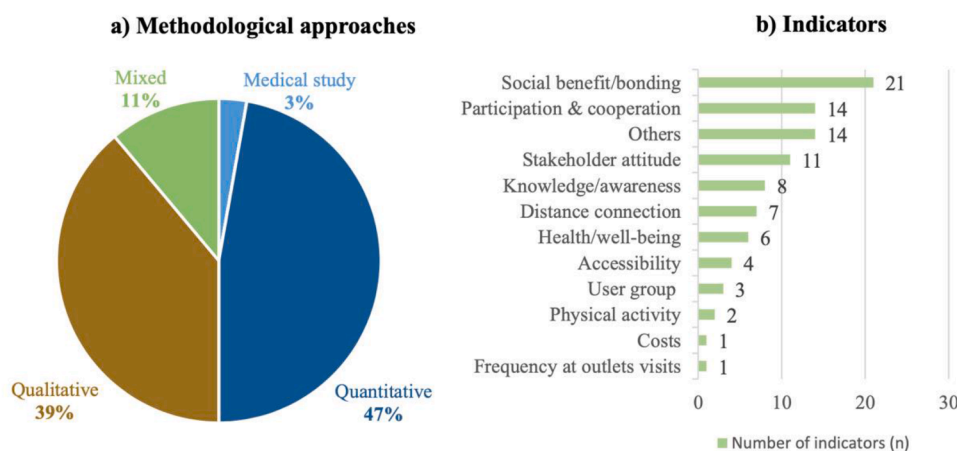 a) Methodological approaches
Mixed
11%
Medical study
3%
Qualitative
39%
Quantitative
47%
b) Indicators
Social benefit/bonding 21
Participation & cooperation 14
Others 14
Stakeholder attitude 11
Knowledge/awareness 8
Distance connection 7
Health/well-being 6
Accessibility 4
User group 3
Physical activity 2
Costs 1
Frequency at outlets visits 1
0 10 20 30
Number of indicators (n)